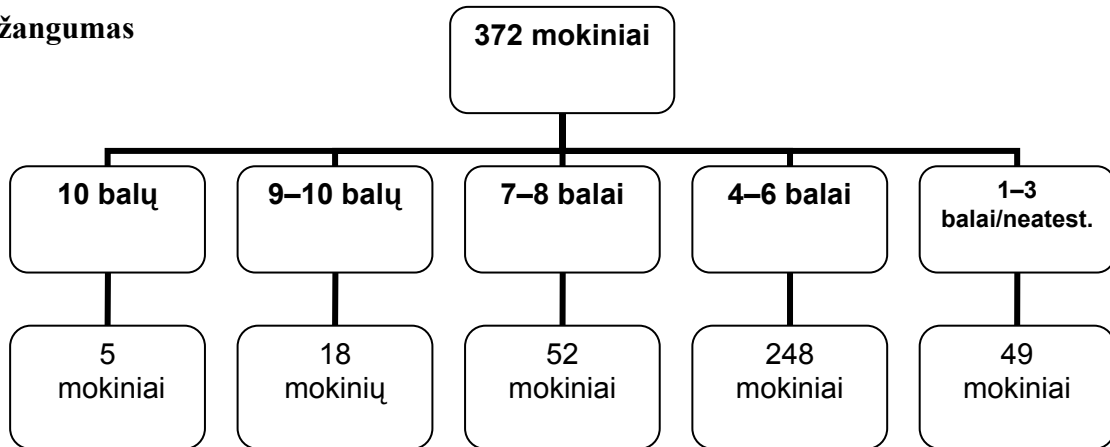 žangumas
372 mokiniai
10 balų
9–10 balų
7–8 balai
4–6 balai
1–3
balai/neatest.
5
mokiniai
18
mokinių
52
mokiniai
248
mokiniai
49
mokiniai